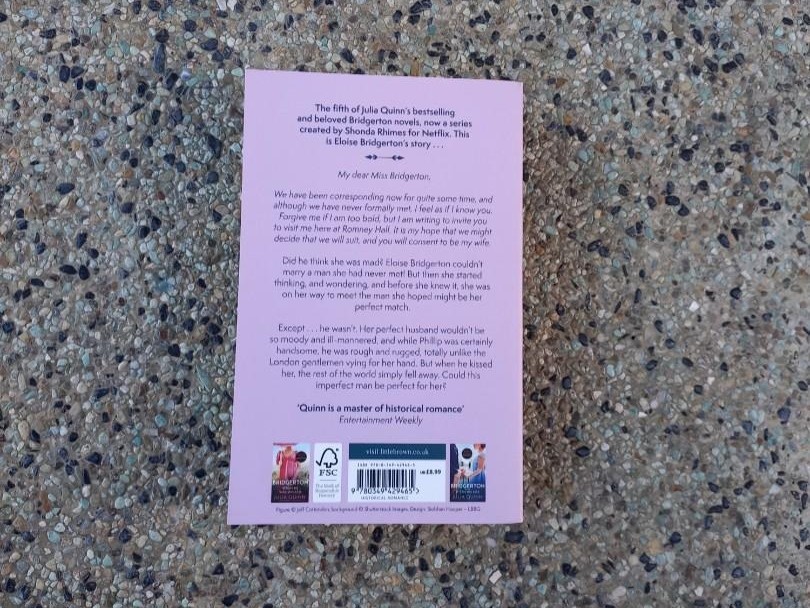 The fifth of Julia Quinn's bestselling
and beloved Bridgerton novels, now a series
created by Shonda Rhimes for Netflix. This
is Eloise Bridgerton's story . . .
My dear Miss Bridgerton,
We have been corresponding now for quite some time, and
although we have never formally met, I feel as if I know you.
Forgive me if I am too bold, but I am writing to invite you
to visit me here at Romney Hall. It is my hope that we might
decide that we will suit, and you will consent to be my wife.
Did he think she was mad? Eloise Bridgerton couldn't
marry a man she had never met! But then she started
thinking, and wondering, and before she knew it, she was
on her way to meet the man she hoped might be her
perfect match.
Except . . . he wasn't. Her perfect husband wouldn't be
so moody and ill-mannered, and while Phillip was certainly
handsome, he was rough and rugged, totally unlike the
London gentlemen vying for her hand. But when he kissed
her, the rest of the world simply fell away. Could this
imperfect man be perfect for her?
'Quinn is a master of historical romance'
Entertainment Weekly
BRIDGERTON
JULIA QUINN
FSC
visit littlebrown.co.uk
ISBN 978-0-349-42946-5
UK £8.99
9 780349 429465 >
HISTORICAL ROMANCE
BRIDGERTON
JULIA QUINN